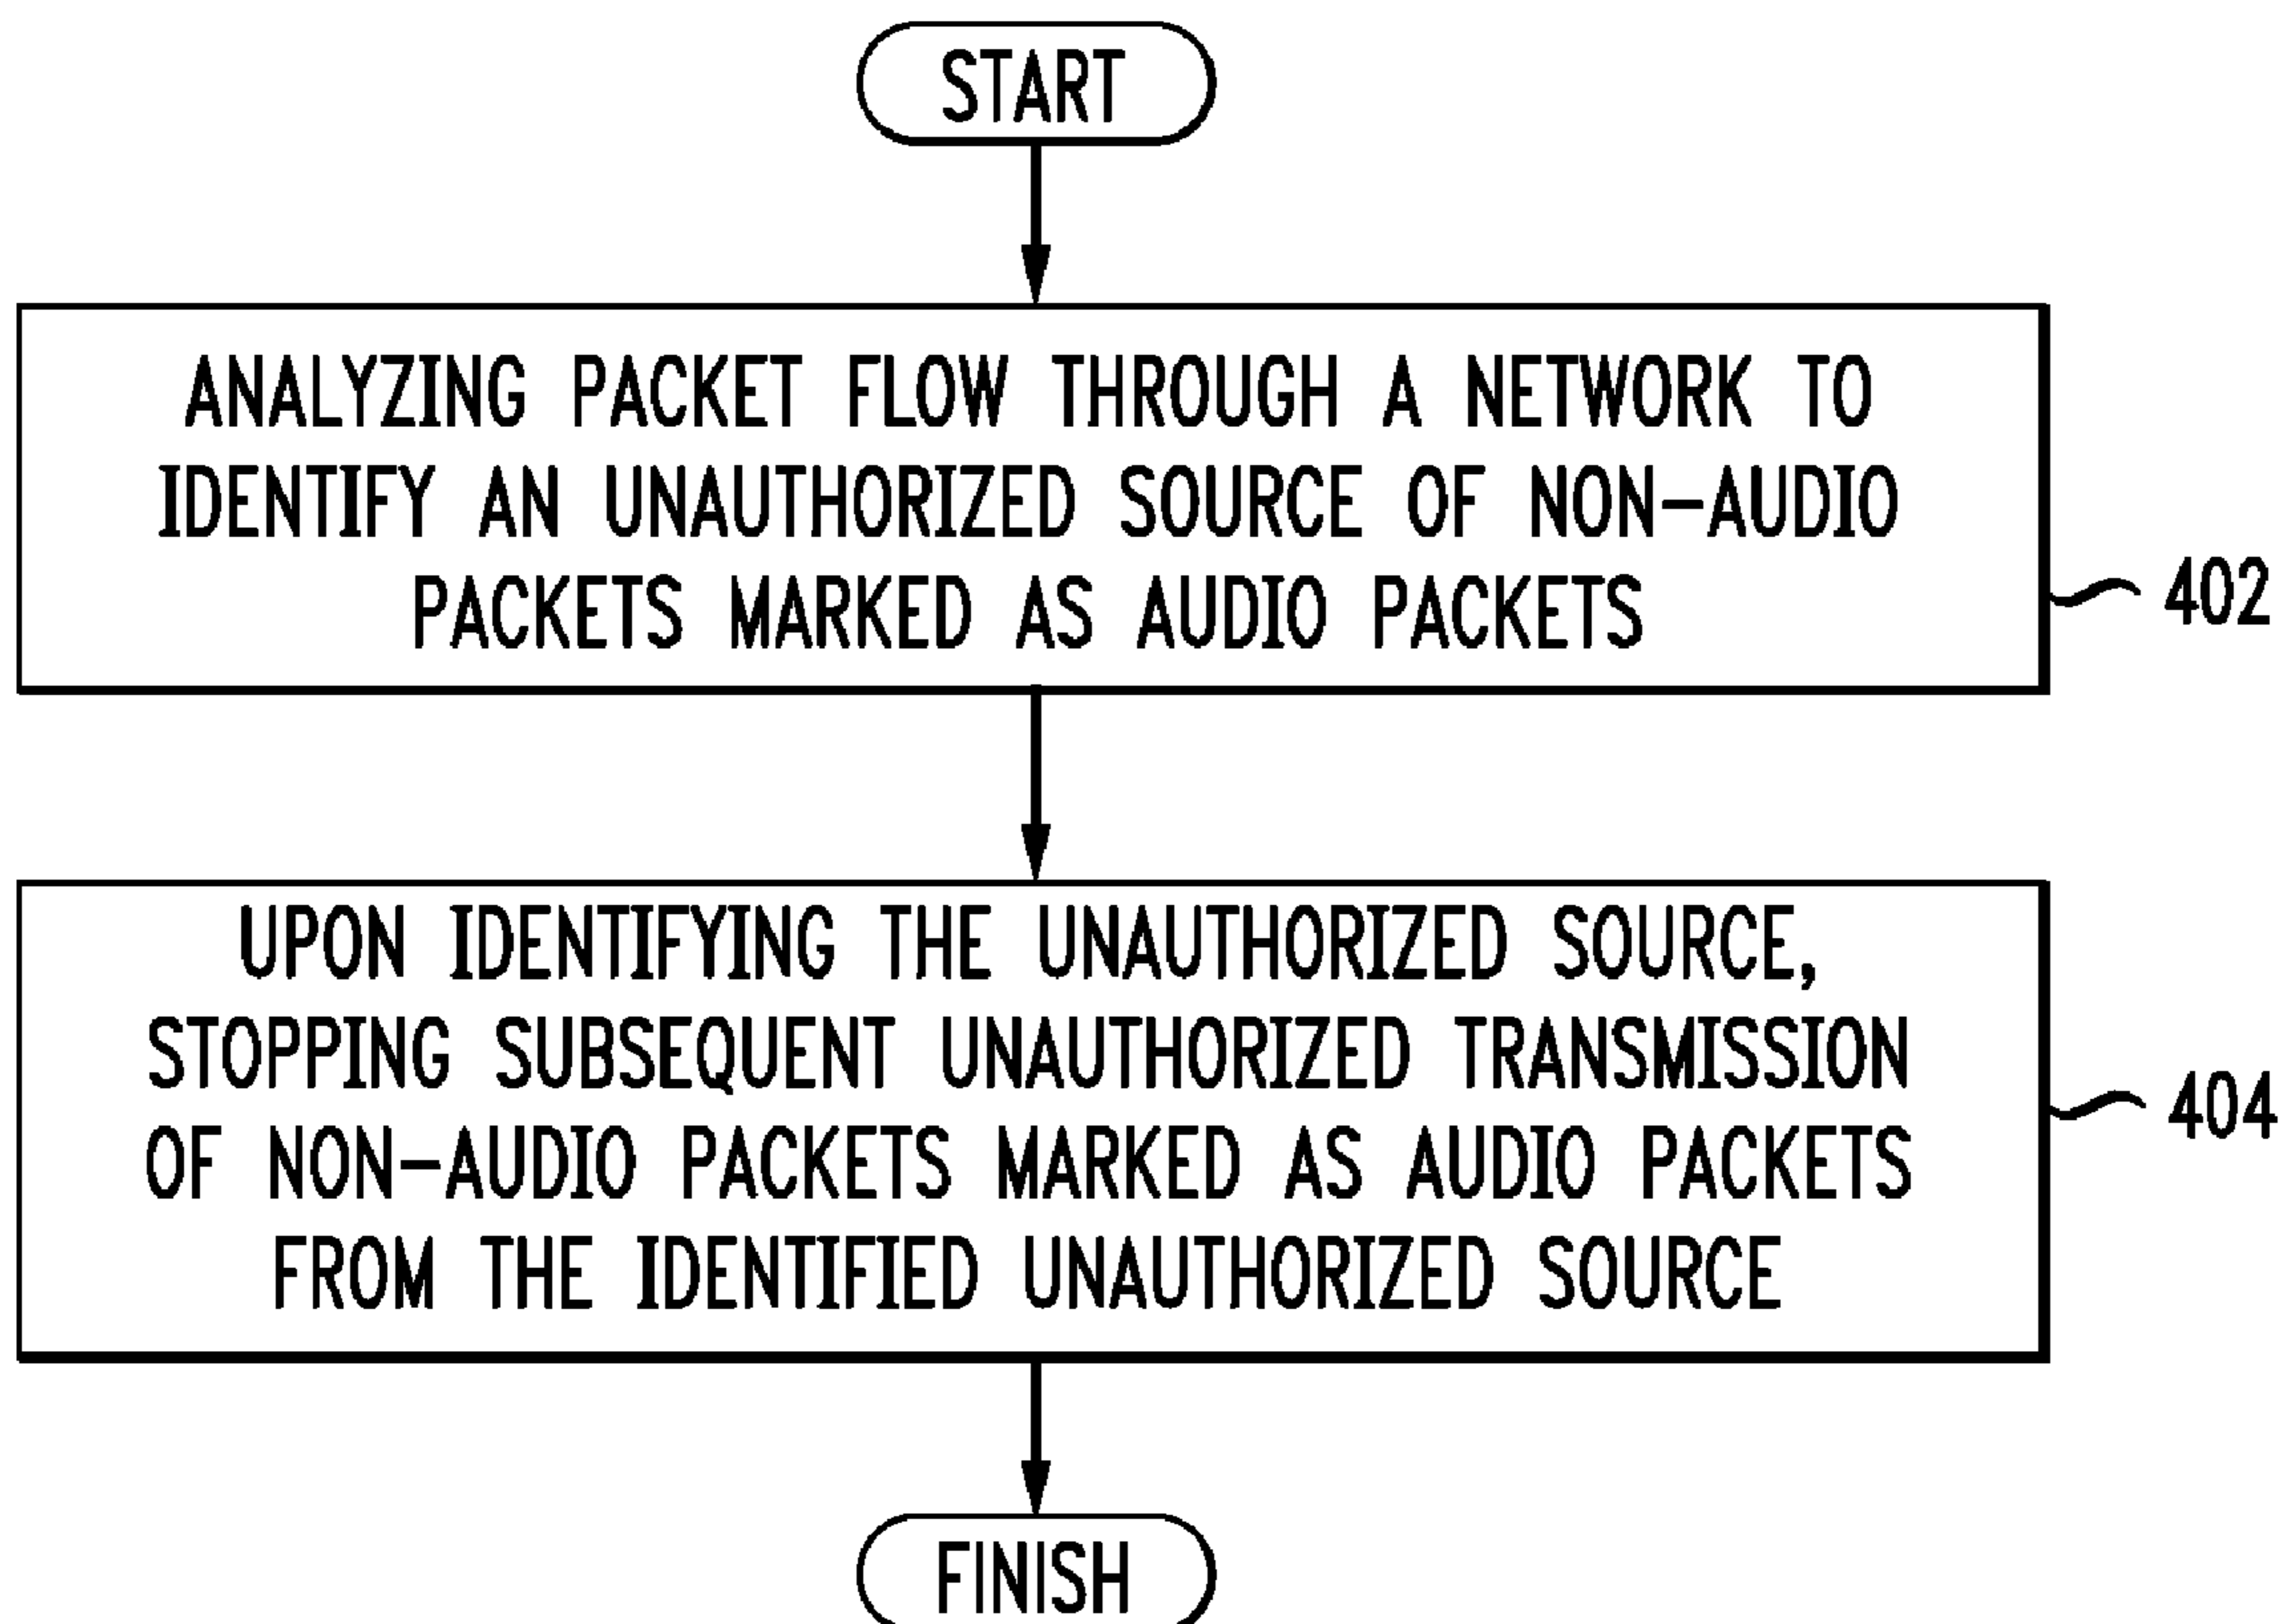 START
ANALYZING PACKET FLOW THROUGH A NETWORK TO
IDENTIFY AN UNAUTHORIZED SOURCE OF NON-AUDIO
PACKETS MARKED AS AUDIO PACKETS
402
UPON IDENTIFYING THE UNAUTHORIZED SOURCE,
STOPPING SUBSEQUENT UNAUTHORIZED TRANSMISSION
OF NON-AUDIO PACKETS MARKED AS AUDIO PACKETS
FROM THE IDENTIFIED UNAUTHORIZED SOURCE
404
FINISH